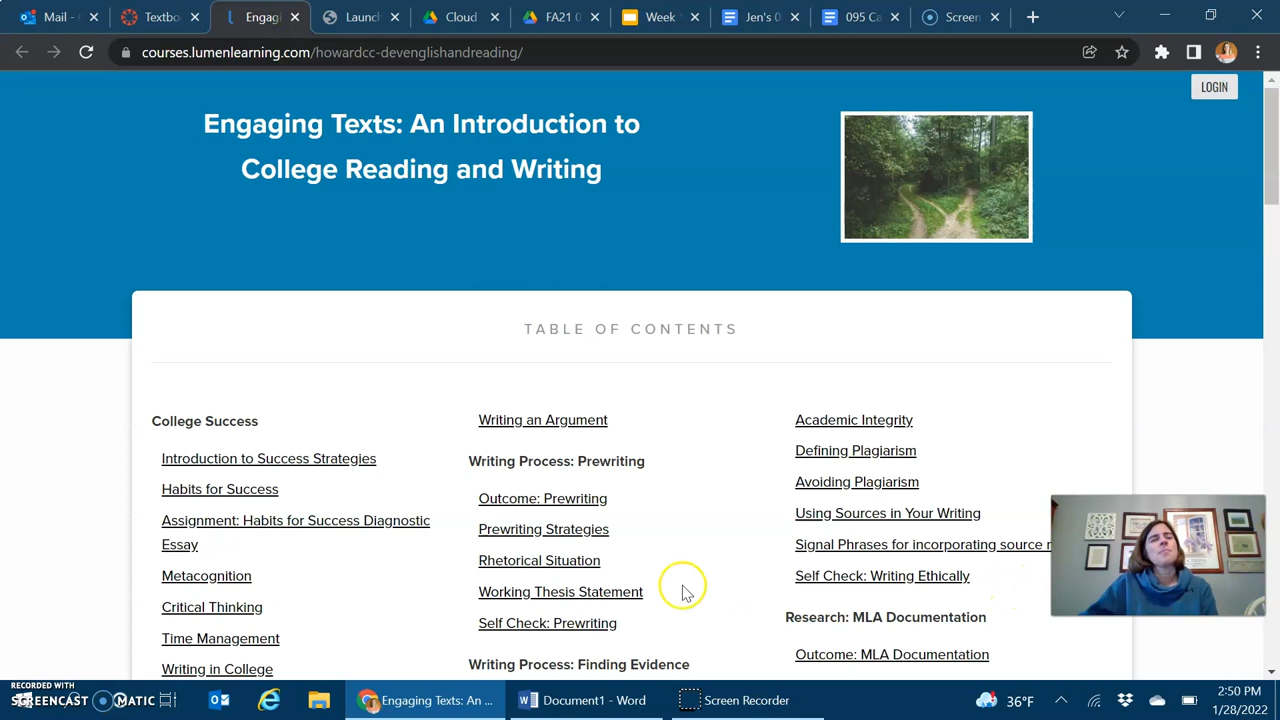 Mail -
Textbo
Engagi
Launch
Cloud
FA21 0
Week
Jen's 0
095 Ca
Screen
courses.lumenlearning.com/howardcc-devenglishandreading/
LOGIN
Engaging Texts: An Introduction to
College Reading and Writing
TABLE OF CONTENTS
College Success
Introduction to Success Strategies
Habits for Success
Assignment: Habits for Success Diagnostic
Essay
Metacognition
Critical Thinking
Time Management
Writing in College
Writing an Argument
Writing Process: Prewriting
Outcome: Prewriting
Prewriting Strategies
Rhetorical Situation
Working Thesis Statement
Self Check: Prewriting
Writing Process: Finding Evidence
Academic Integrity
Defining Plagiarism
Avoiding Plagiarism
Using Sources in Your Writing
Signal Phrases for incorporating source
Self Check: Writing Ethically
Research: MLA Documentation
Outcome: MLA Documentation
RECORDED WITH
SCREENCAST MATIC
Engaging Texts: An ...
Document1 - Word
Screen Recorder
36°F
2:50 PM
1/28/2022